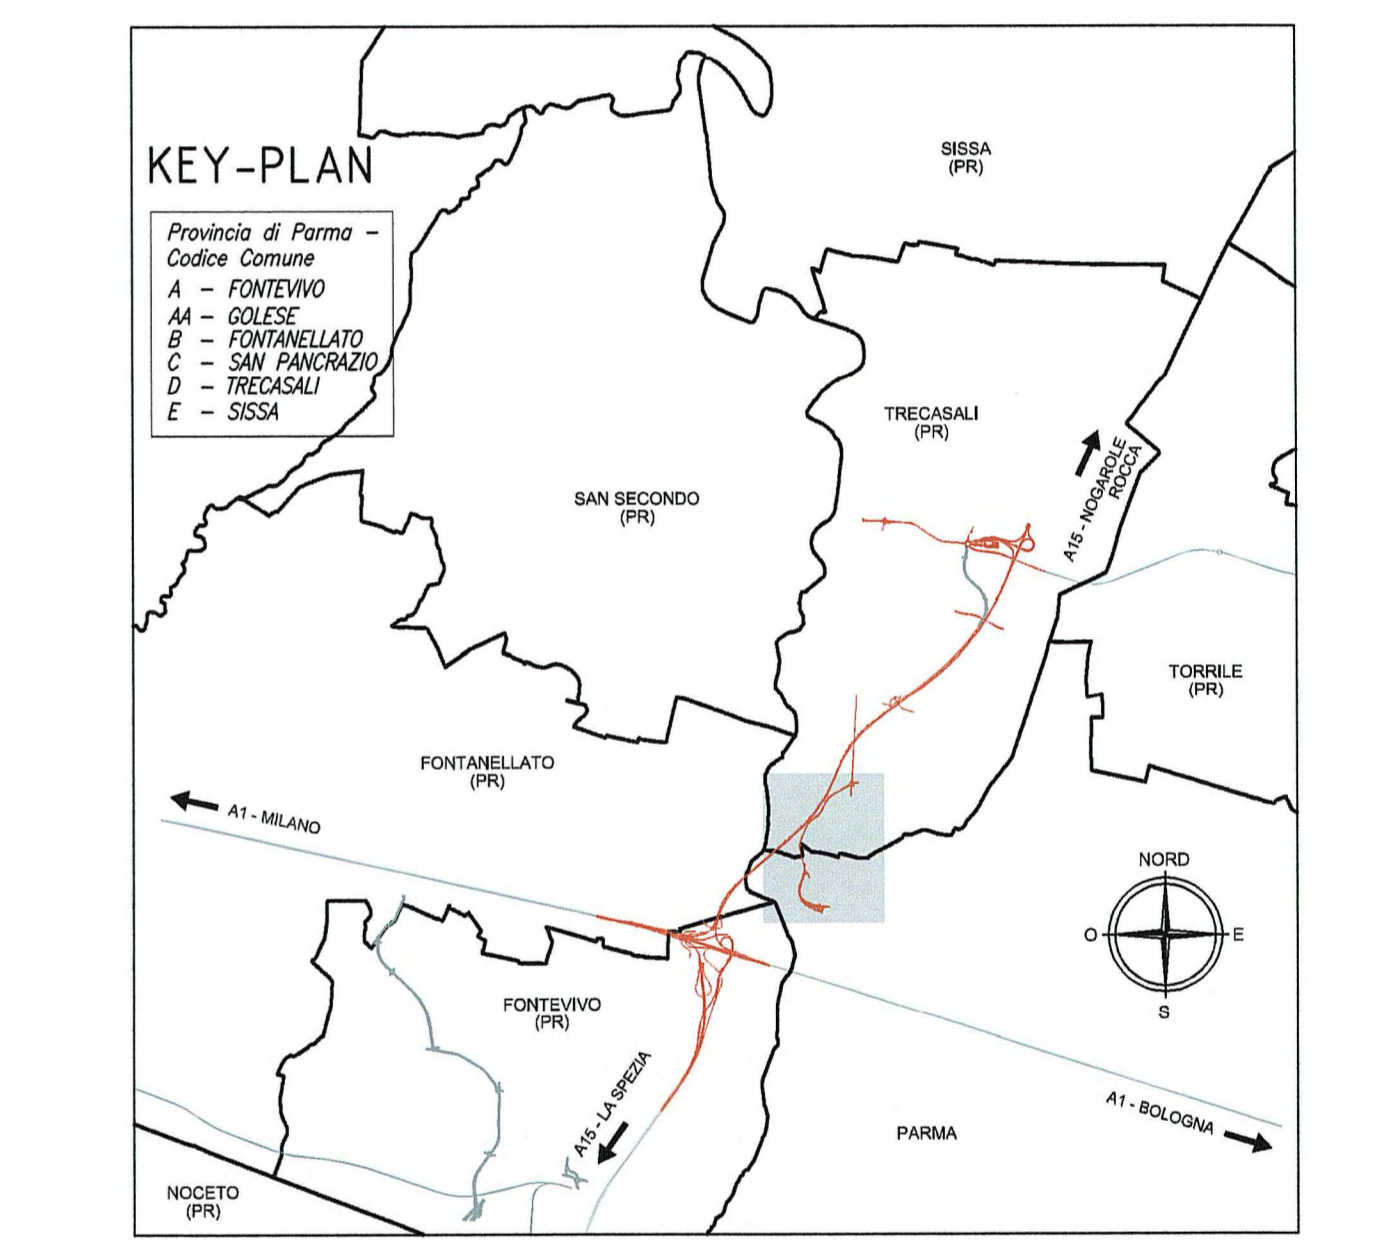 KEY-PLAN
Provincia di Parma -
Codice Comune
A - FONTEVIVO
AA - GOLESE
B - FONTANELLATO
C - SAN PANCRAZIO
D - TRECASALI
E - SISSA
SISSA
(PR)
TRECASALI
(PR)
A15 - NOGAROLE
ROCCA
SAN SECONDO
(PR)
TORRILE
(PR)
FONTANELLATO
(PR)
A1 - MILANO
NORD
O
E
S
FONTEVIVO
(PR)
A15 - LA SPEZIA
A1 - BOLOGNA
PARMA
NOCETO
(PR)